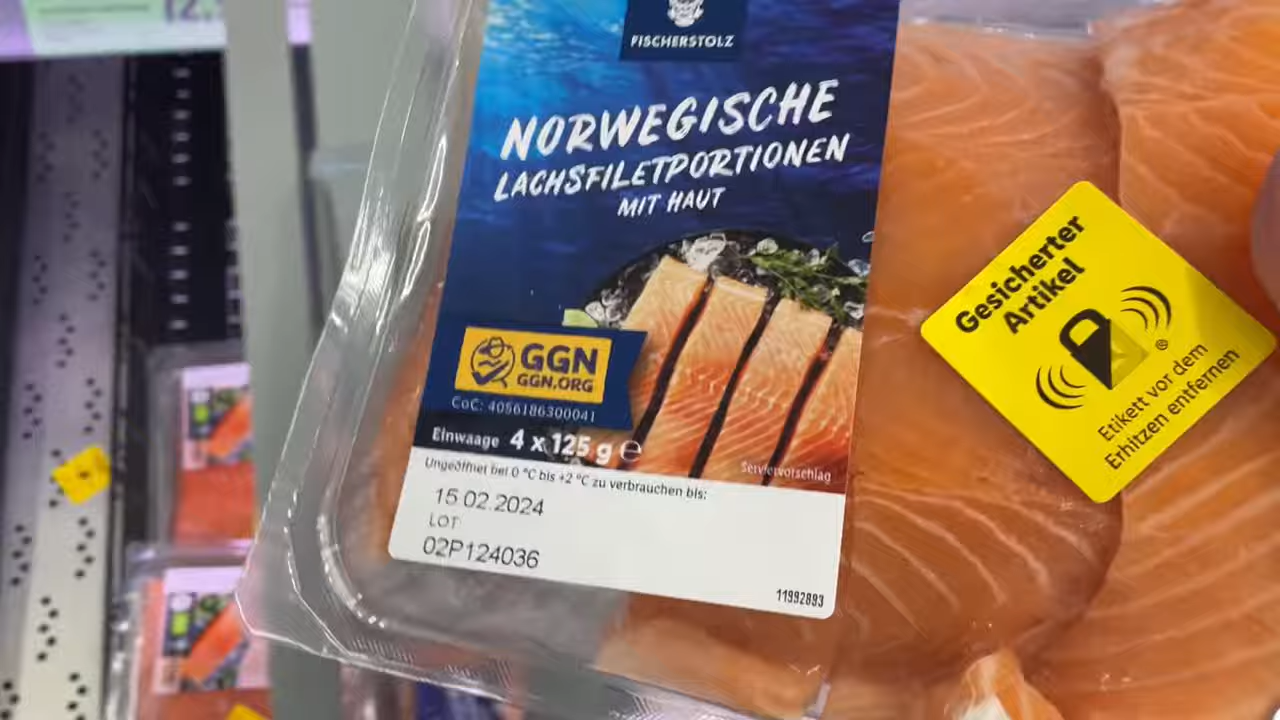 12.
FISCHERSTOLZ
NORWEGISCHE
LACHSFILETPORTIONEN
MIT HAUT
GGN
GGN.ORG
CoC: 4056186300041
Einwaage 4 x 125 g ℮
Serviervorschlag
Ungeöffnet bei 0 °C bis +2 °C zu verbrauchen bis:
15.02.2024
LOT
02P124036
11992893
Gesicherter
Artikel
®
Etikett vor dem
Erhitzen entfernen